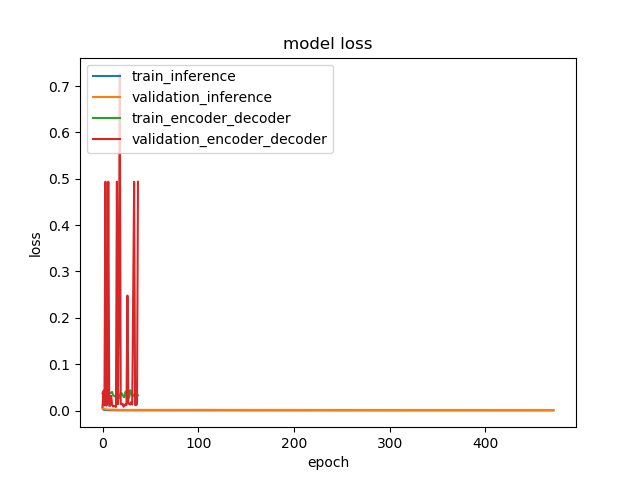 model loss
train_inference
validation_inference
train_encoder_decoder
validation_encoder_decoder
0.7
0.6
0.5
0.4
0.3
0.2
0.1
0.0
loss
0 100 200 300 400
epoch